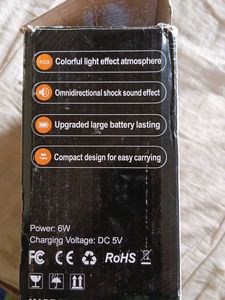 RGB
Colorful light effect atmosphere
Omnidirectional shock sound effect
Upgraded large battery lasting
Compact design for easy carrying
Power: 6W
Charging Voltage: DC 5V
FC CE RoHS